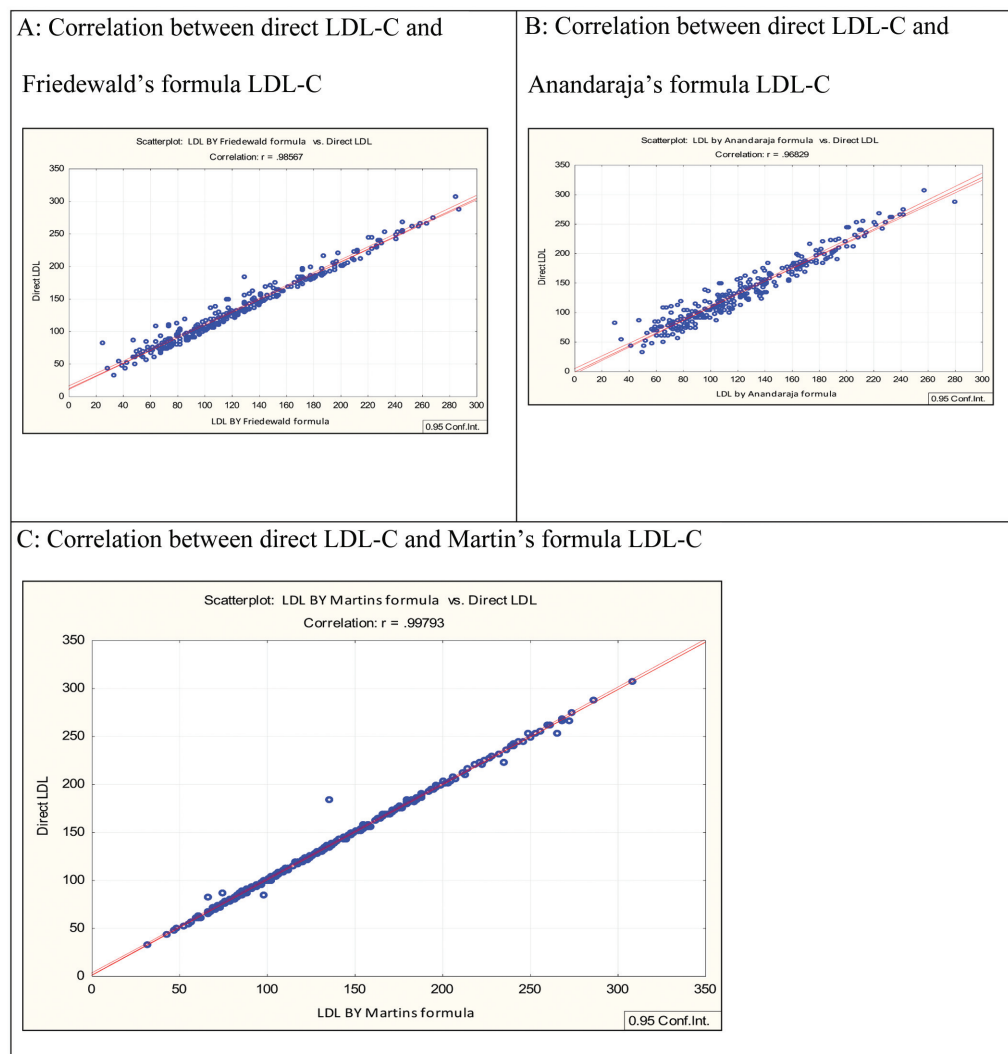 A: Correlation between direct LDL-C and
Friedewald's formula LDL-C
Scatterplot: LDL BY Friedewald formula vs. Direct LDL
Correlation: r = .98567
350
300
250
200
150
100
50
0
Direct LDL
0 20 40 60 80 100 120 140 160 180 200 220 240 260 280 300
LDL BY Friedewald formula
0.95 Conf.Int.
B: Correlation between direct LDL-C and
Anandaraja's formula LDL-C
Scatterplot: LDL by Anandaraja formula vs. Direct LDL
Correlation: r = .96829
350
300
250
200
150
100
50
0
Direct LDL
0 20 40 60 80 100 120 140 160 180 200 220 240 260 280 300
LDL by Anandaraja formula
0.95 Conf.Int.
C: Correlation between direct LDL-C and Martin's formula LDL-C
Scatterplot: LDL BY Martins formula vs. Direct LDL
Correlation: r = .99793
350
300
250
200
150
100
50
0
Direct LDL
0 50 100 150 200 250 300 350
LDL BY Martins formula
0.95 Conf.Int.